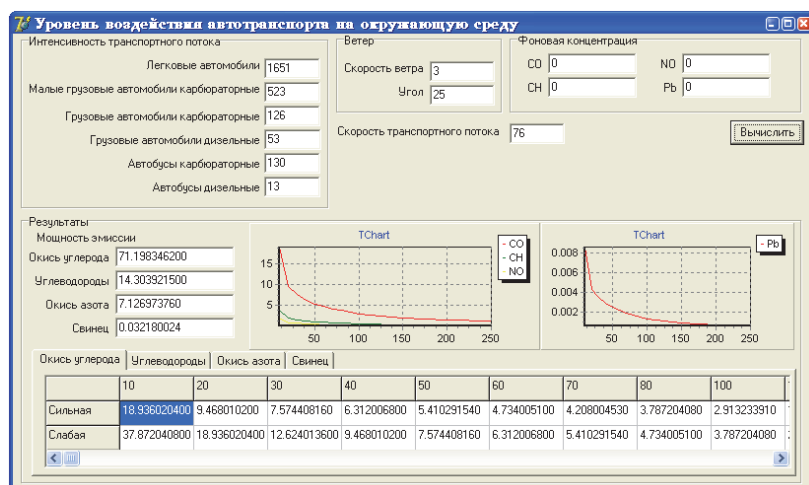 Уровень воздействия автотранспорта на окружающую среду
Интенсивность транспортного потока
Легковые автомобили 1651
Малые грузовые автомобили карбюраторные 523
Грузовые автомобили карбюраторные 126
Грузовые автомобили дизельные 53
Автобусы карбюраторные 130
Автобусы дизельные 13
Ветер
Скорость ветра 3
Угол 25
Фоновая концентрация
CO 0 NO 0
CH 0 Pb 0
Скорость транспортного потока 76
Вычислить
Результаты
Мощность эмиссии
Окись углерода 71.198346200
Углеводороды 14.303921500
Окись азота 7.126973760
Свинец 0.032180024
TChart
15
10
5
50 100 150 200 250
CO
CH
NO
TChart
0.008
0.006
0.004
0.002
50 100 150 200 250
Pb
Окись углерода Углеводороды Окись азота Свинец
10 20 30 40 50 60 70 80 100
Сильная 18.936020400 9.468010200 7.574408160 6.312006800 5.410291540 4.734005100 4.208004530 3.787204080 2.913233910
Слабая 37.872040800 18.936020400 12.624013600 9.468010200 7.574408160 6.312006800 5.410291540 4.734005100 3.787204080